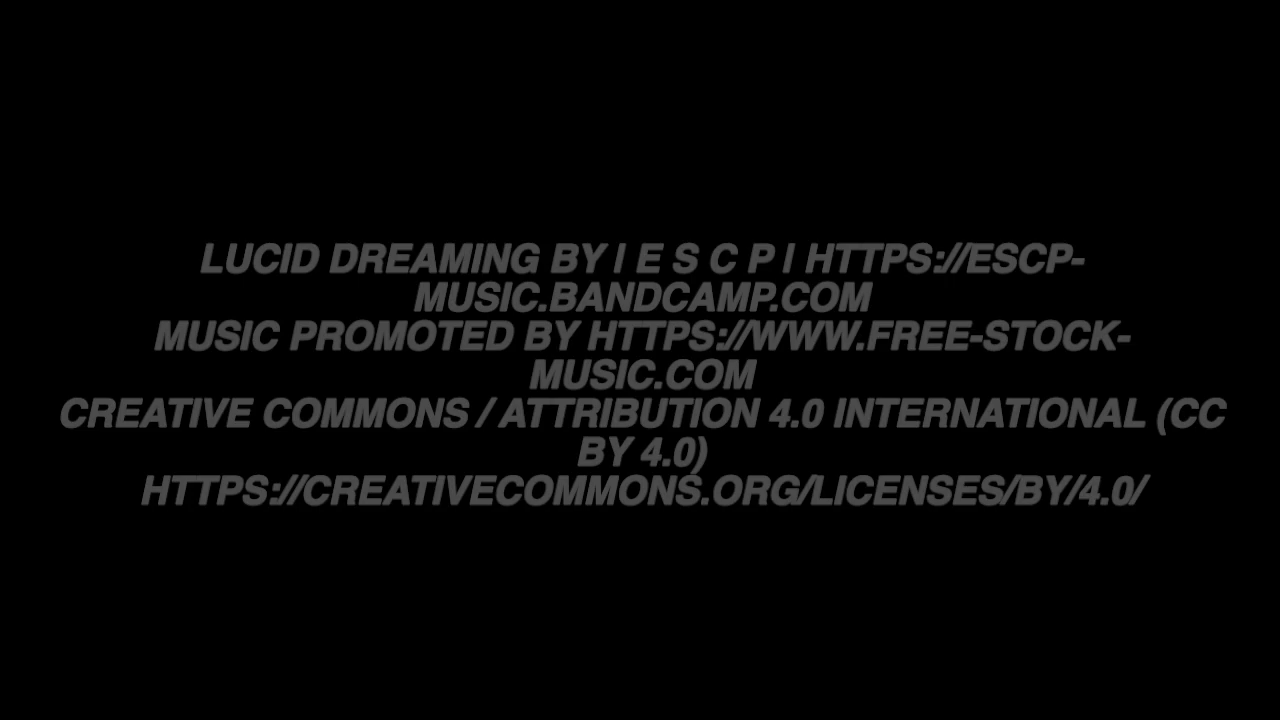 LUCID DREAMING BY | E S C P | HTTPS://ESCP-
MUSIC.BANDCAMP.COM
MUSIC PROMOTED BY HTTPS://WWW.FREE-STOCK-
MUSIC.COM
CREATIVE COMMONS / ATTRIBUTION 4.0 INTERNATIONAL (CC
BY 4.0)
HTTPS://CREATIVECOMMONS.ORG/LICENSES/BY/4.0/